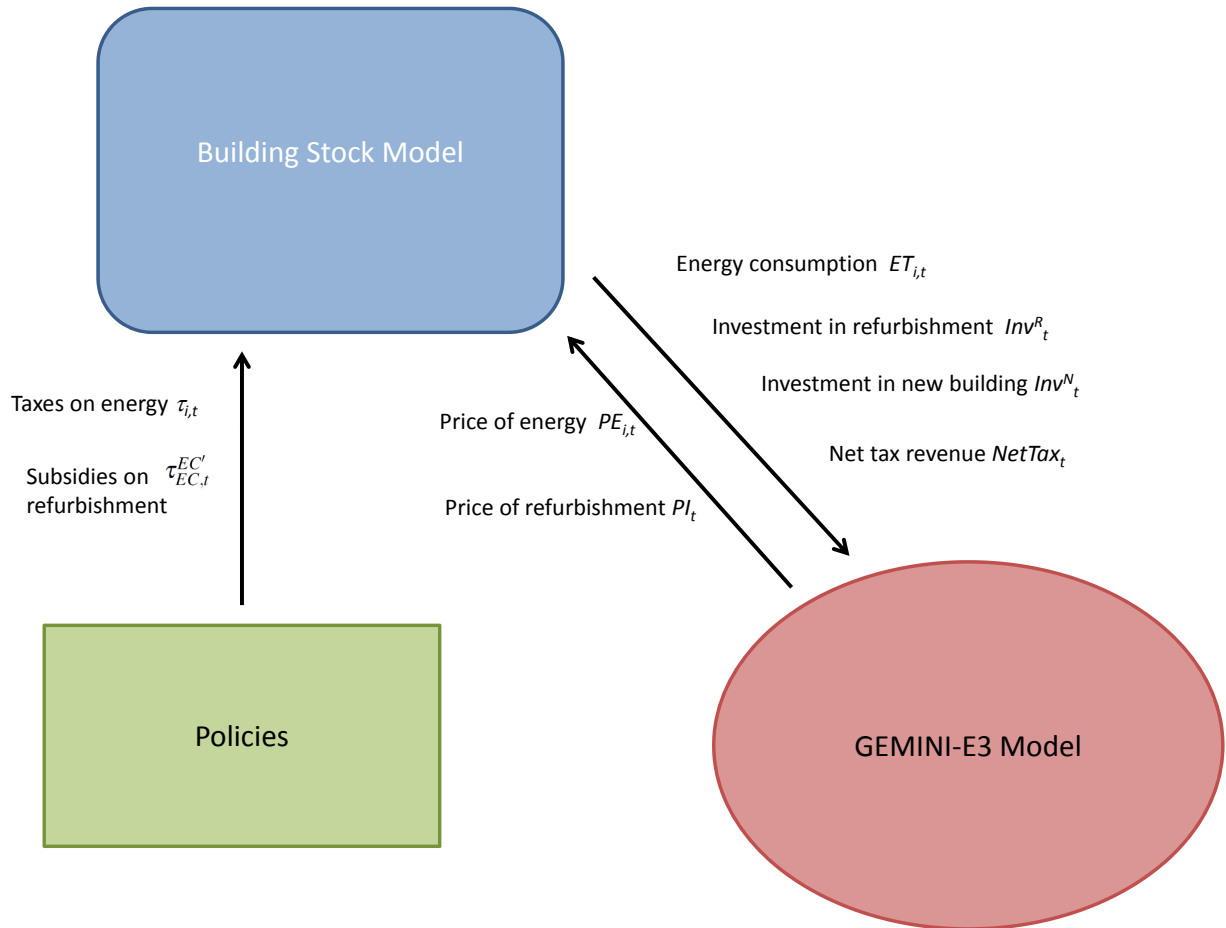 Building Stock Model
Energy consumption ET_{i,t}
Investment in refurbishment Inv^R_t
Investment in new building Inv^N_t
Net tax revenue NetTax_t
Taxes on energy τ_{i,t}
Subsidies on τ^{EC'}_{EC,t}
refurbishment
Price of energy PE_{i,t}
Price of refurbishment PI_t
Policies
GEMINI-E3 Model